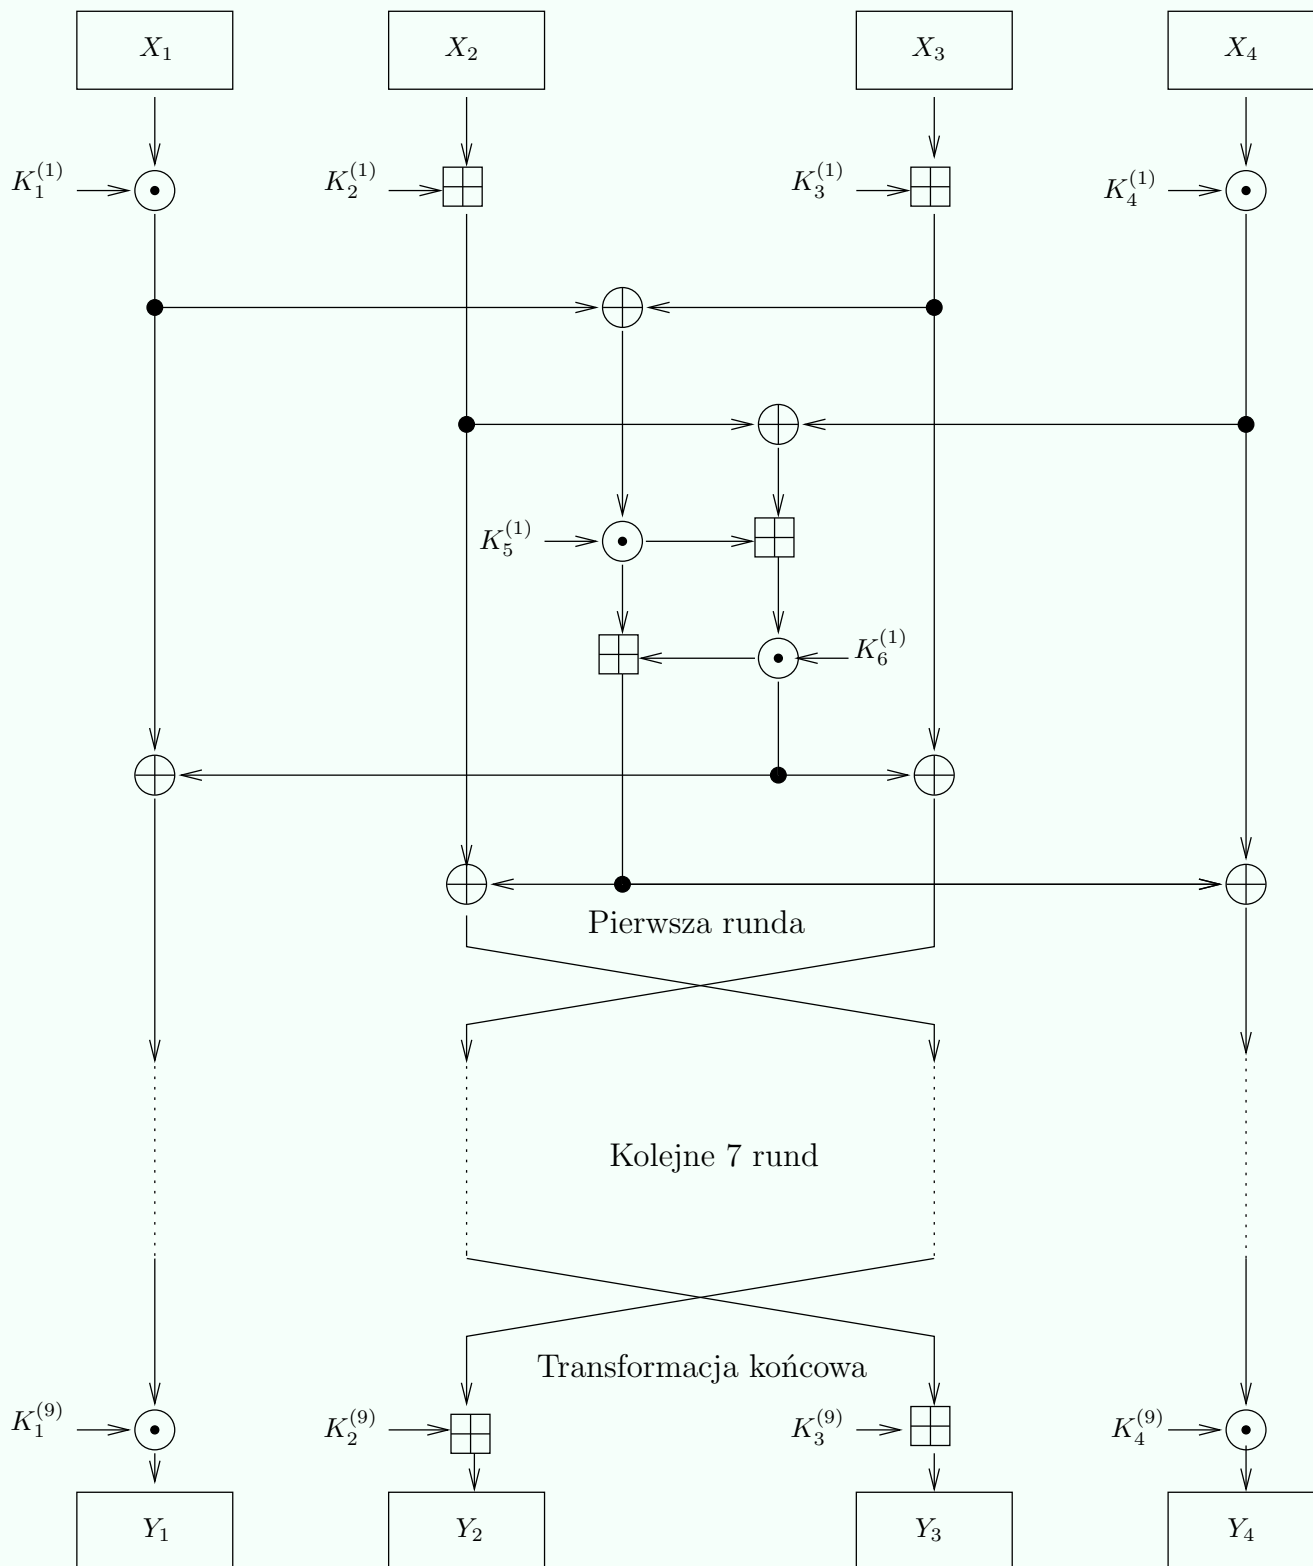 X₁ X₂ X₃ X₄
K₁⁽¹⁾ K₂⁽¹⁾ K₃⁽¹⁾ K₄⁽¹⁾
K₅⁽¹⁾
K₆⁽¹⁾
Pierwsza runda
Kolejne 7 rund
Transformacja końcowa
K₁⁽⁹⁾ K₂⁽⁹⁾ K₃⁽⁹⁾ K₄⁽⁹⁾
Y₁ Y₂ Y₃ Y₄